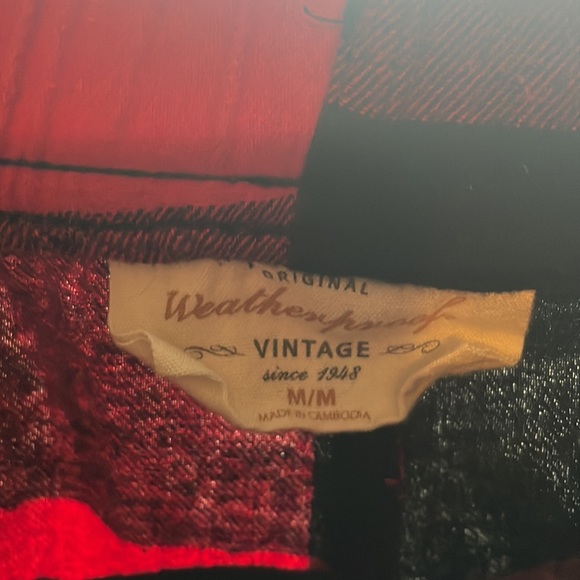 ORIGINAL
Weatherproof
VINTAGE
since 1948
M/M
MADE IN CAMBODIA